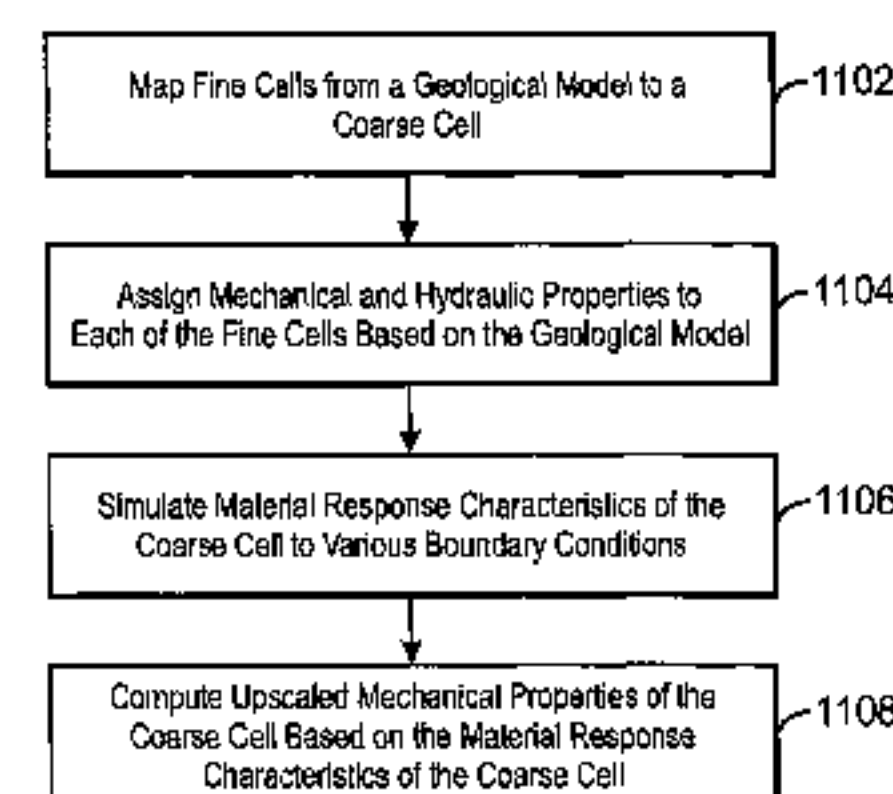 Map Fine Cells from a Geological Model to a
Coarse Cell
1102
Assign Mechanical and Hydraulic Properties to
Each of the Fine Cells Based on the Geological Model
1104
Simulate Material Response Characteristics of the
Coarse Cell to Various Boundary Conditions
1106
Compute Upscaled Mechanical Properties of the
Coarse Cell Based on the Material Response
Characteristics of the Coarse Cell
1108